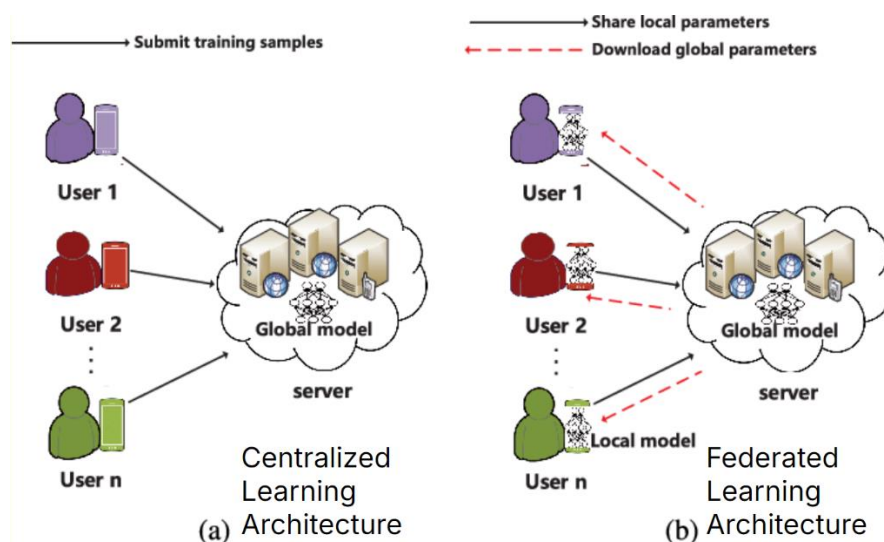 Submit training samples
User 1
User 2
User n
Global model
server
(a) Centralized
Learning
Architecture
Share local parameters
Download global parameters
User 1
User 2
User n
Local model
Global model
server
(b) Federated
Learning
Architecture